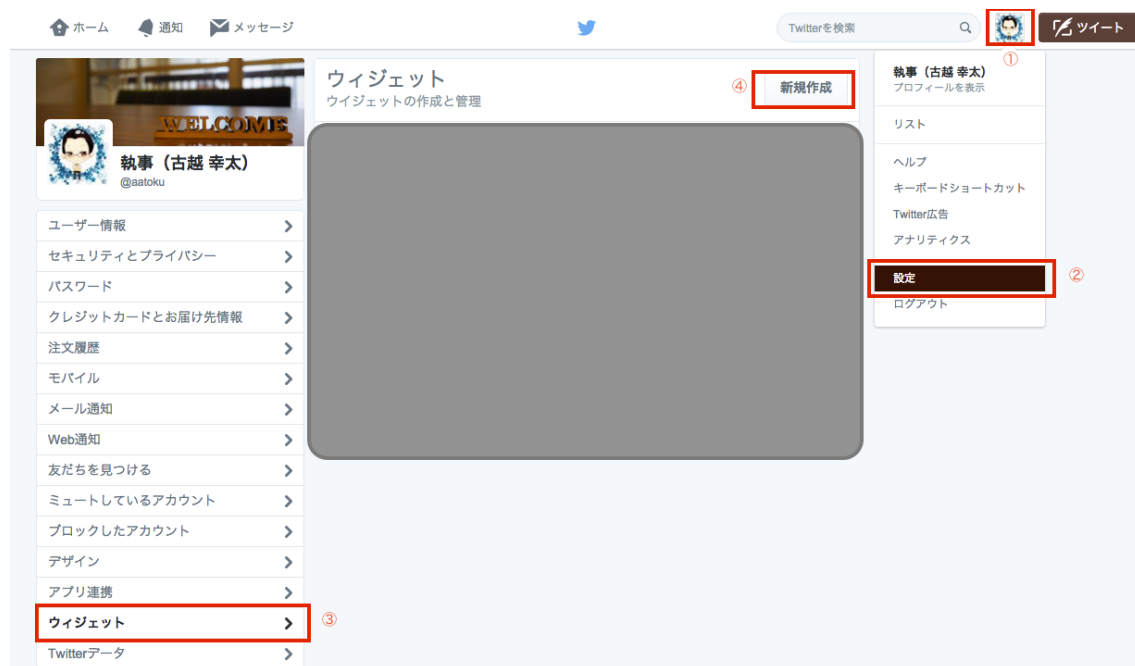 ホーム
通知
メッセージ
Twitterを検索
ツイート
①
WELCOME
執事（古越 幸太）
@aatoku
ユーザー情報
セキュリティとプライバシー
パスワード
クレジットカードとお届け先情報
注文履歴
モバイル
メール通知
Web通知
友だちを見つける
ミュートしているアカウント
ブロックしたアカウント
デザイン
アプリ連携
ウィジェット
③
Twitterデータ
ウィジェット
ウイジェットの作成と管理
④
新規作成
執事（古越 幸太）
プロフィールを表示
リスト
ヘルプ
キーボードショートカット
Twitter広告
アナリティクス
設定
②
ログアウト